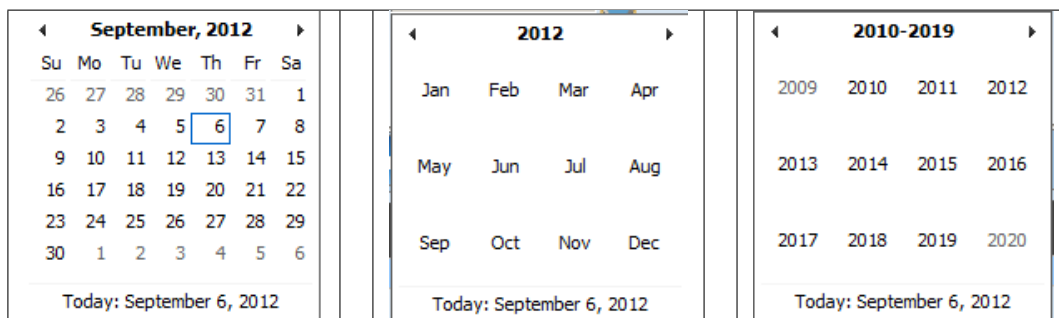 September, 2012
Su Mo Tu We Th Fr Sa
26 27 28 29 30 31 1
2 3 4 5 6 7 8
9 10 11 12 13 14 15
16 17 18 19 20 21 22
23 24 25 26 27 28 29
30 1 2 3 4 5 6
Today: September 6, 2012
2012
Jan Feb Mar Apr
May Jun Jul Aug
Sep Oct Nov Dec
Today: September 6, 2012
2010-2019
2009 2010 2011 2012
2013 2014 2015 2016
2017 2018 2019 2020
Today: September 6, 2012